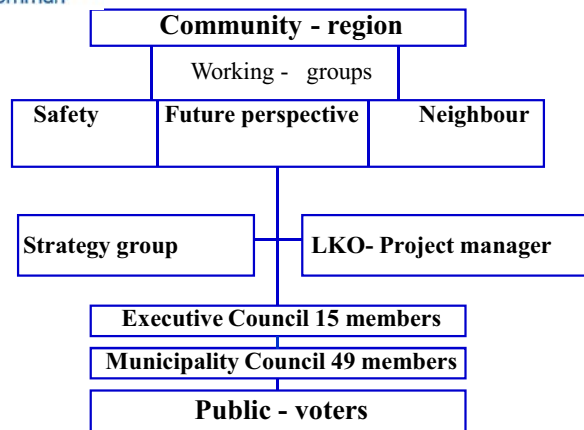 Community - region
Working - groups
Safety
Future perspective
Neighbour
Strategy group
LKO- Project manager
Executive Council 15 members
Municipality Council 49 members
Public - voters